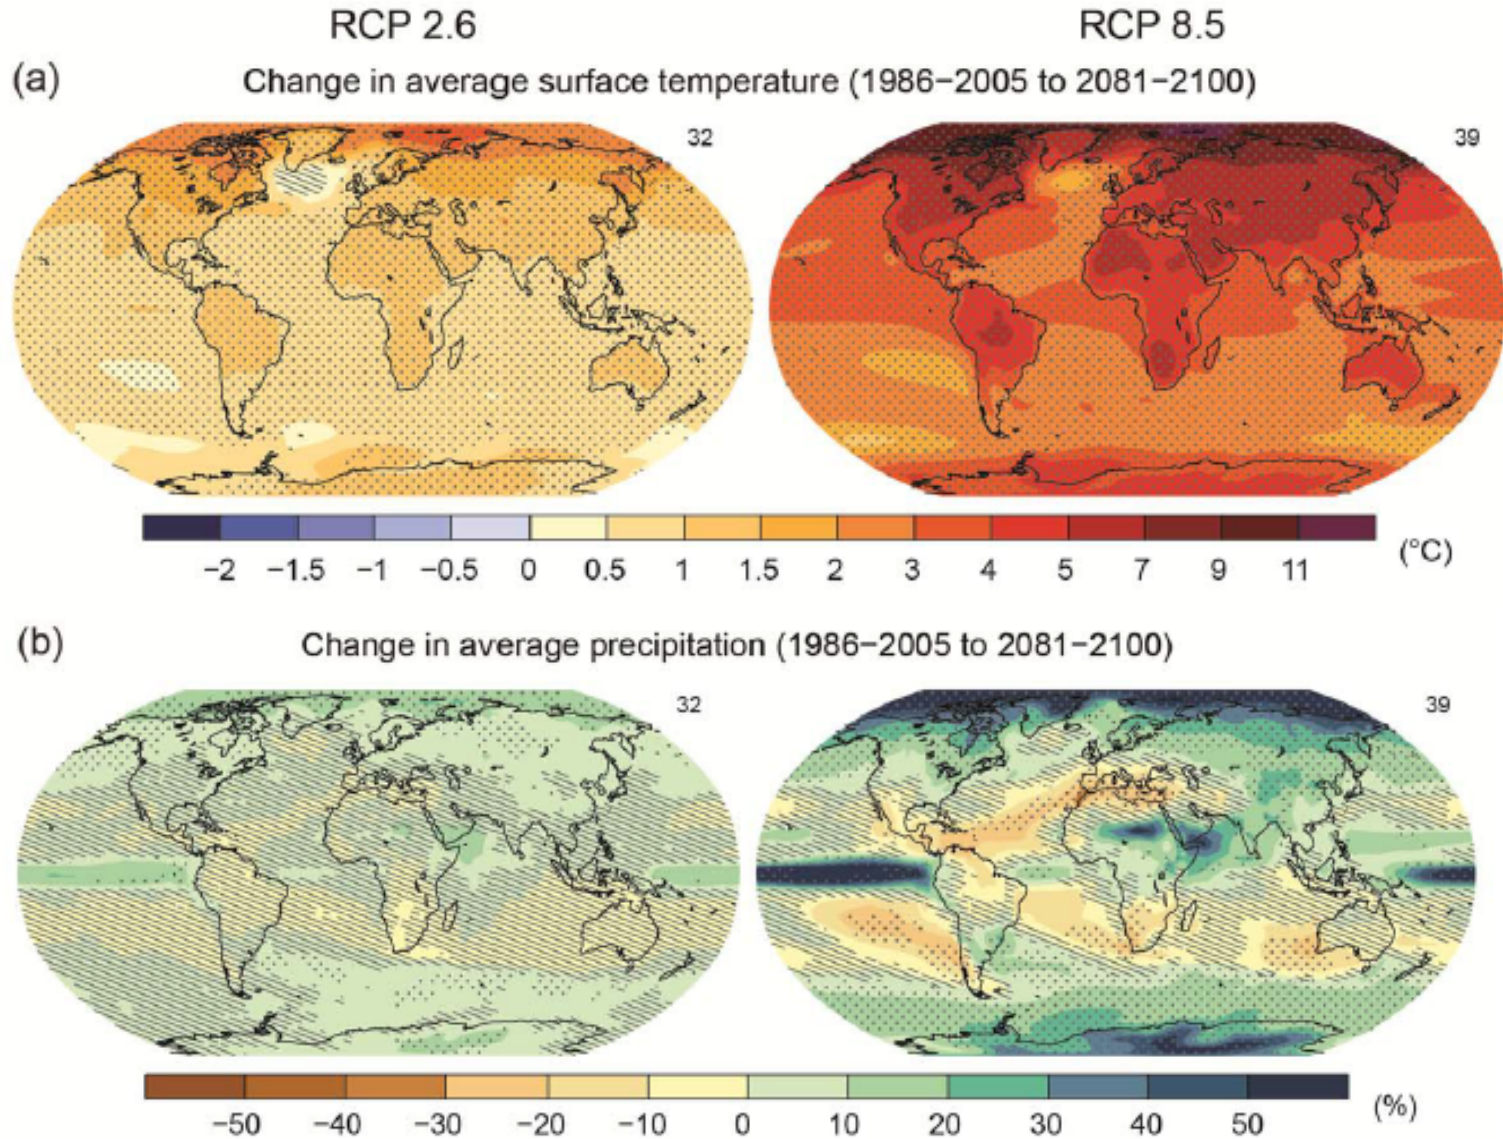 RCP 2.6 RCP 8.5
(a) Change in average surface temperature (1986−2005 to 2081−2100)
32 39
−2 −1.5 −1 −0.5 0 0.5 1 1.5 2 3 4 5 7 9 11 (°C)
(b) Change in average precipitation (1986−2005 to 2081−2100)
32 39
−50 −40 −30 −20 −10 0 10 20 30 40 50 (%)